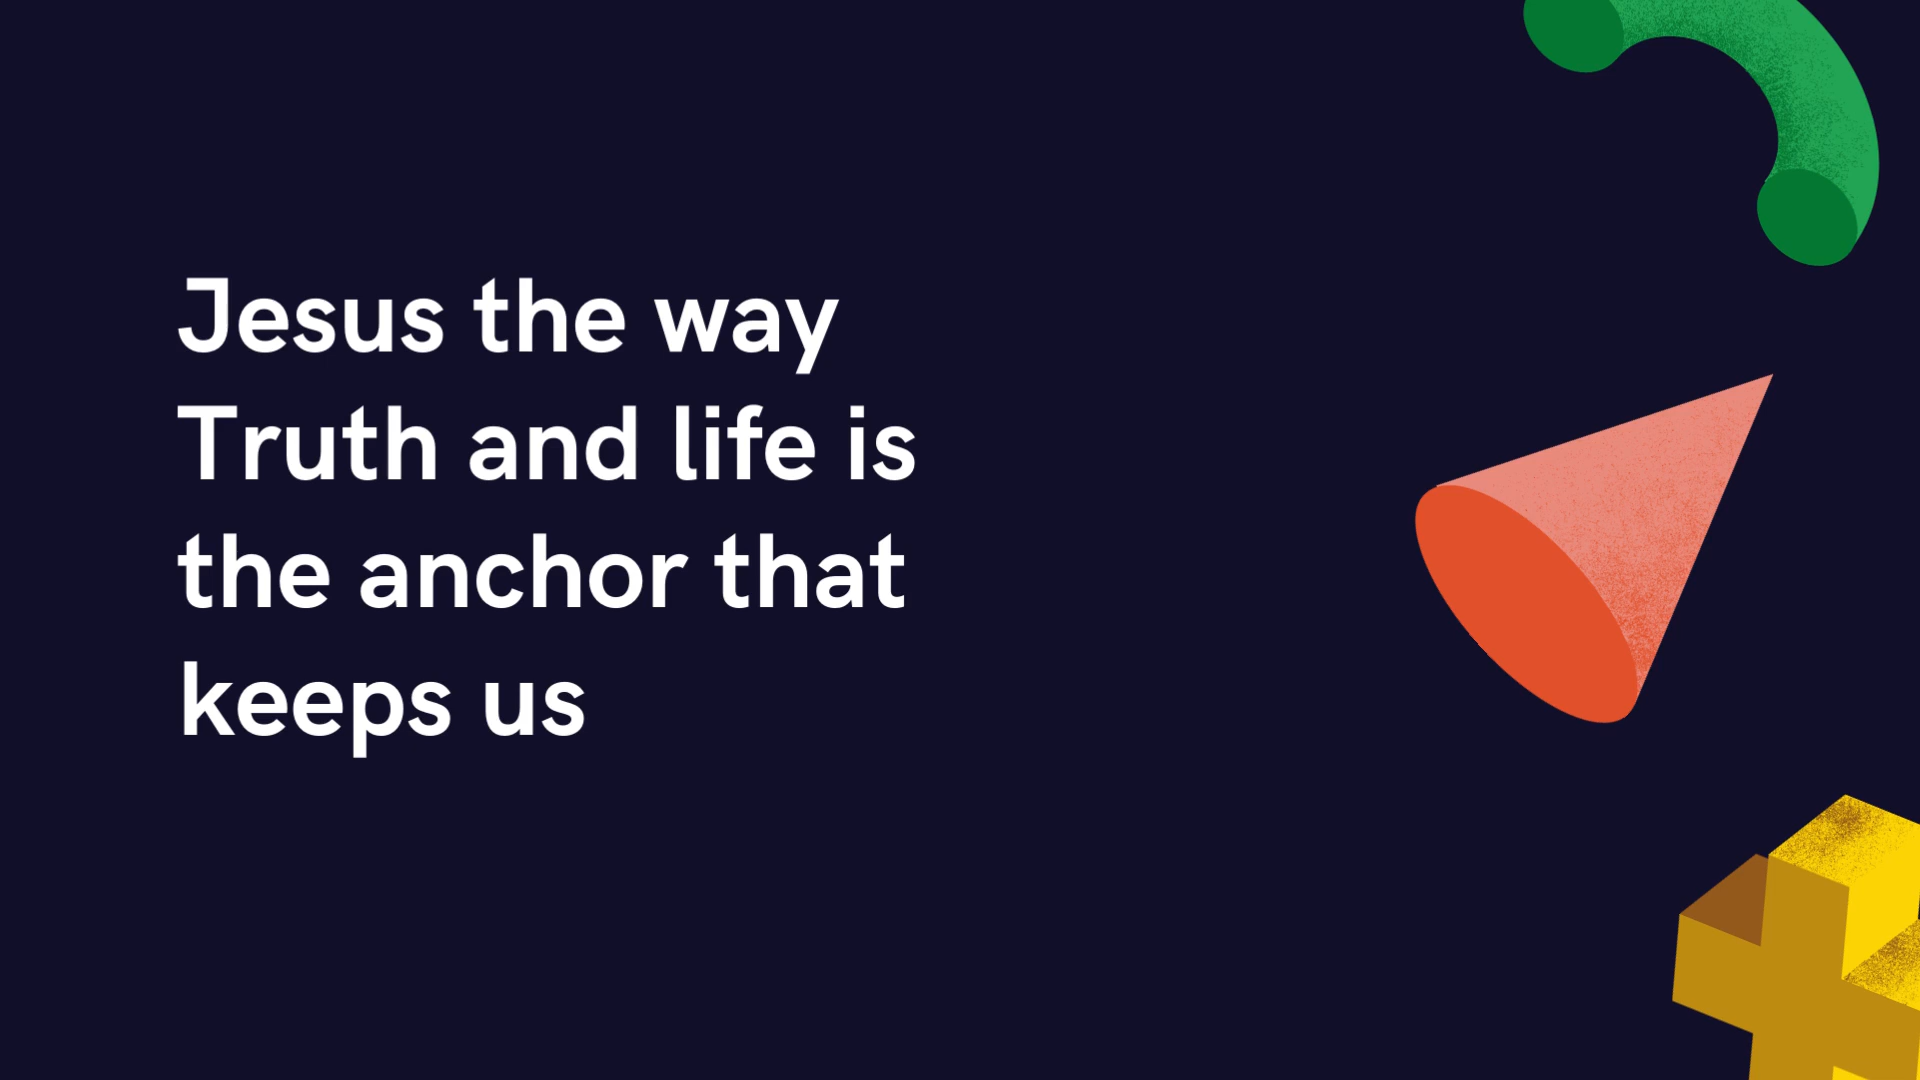 Jesus the way
Truth and life is
the anchor that
keeps us